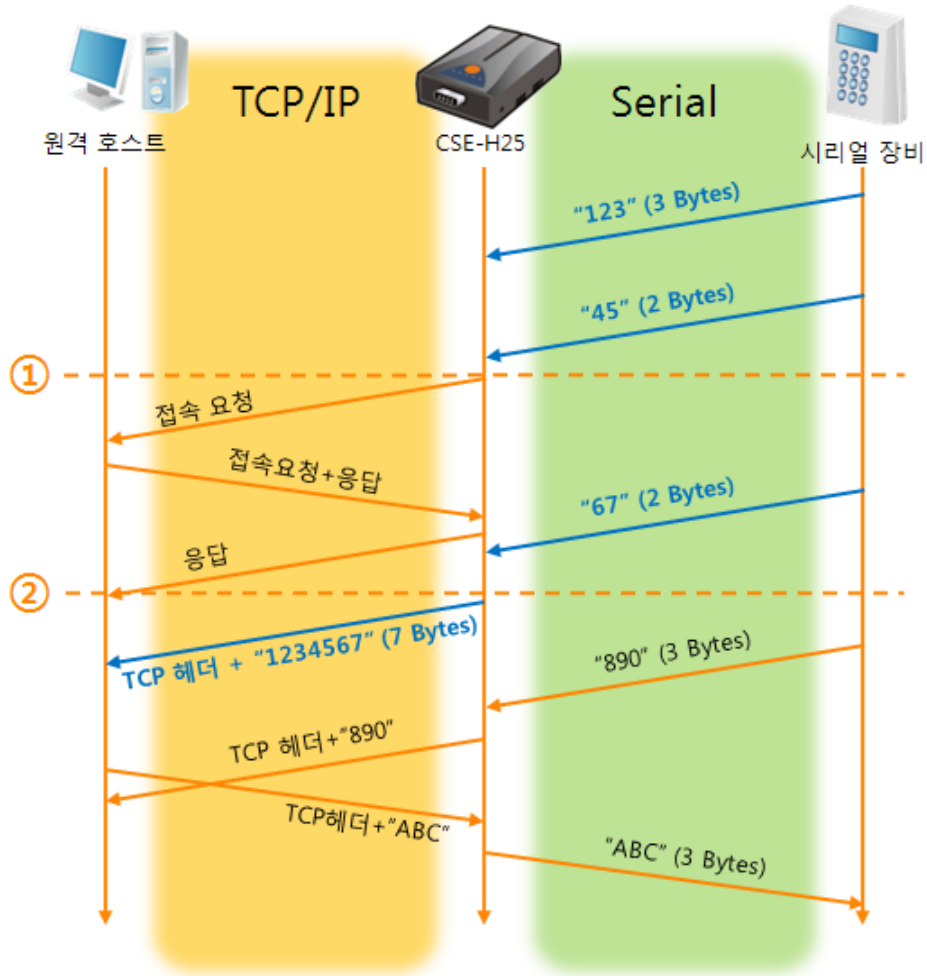 TCP/IP
Serial
원격 호스트
CSE-H25
시리얼 장비
“123” (3 Bytes)
“45” (2 Bytes)
①
접속 요청
접속요청+응답
“67” (2 Bytes)
응답
②
TCP 헤더 + “1234567” (7 Bytes)
“890” (3 Bytes)
TCP 헤더+“890”
TCP헤더+“ABC”
“ABC” (3 Bytes)